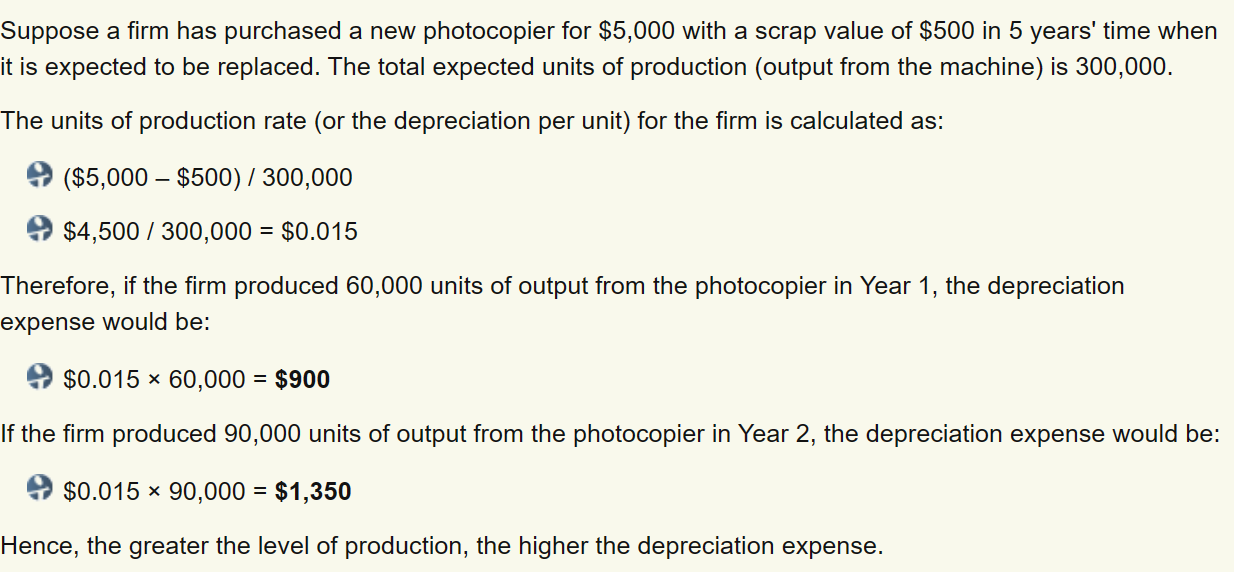 Suppose a firm has purchased a new photocopier for $5,000 with a scrap value of $500 in 5 years' time when
it is expected to be replaced. The total expected units of production (output from the machine) is 300,000.
The units of production rate (or the depreciation per unit) for the firm is calculated as:
($5,000 – $500) / 300,000
$4,500 / 300,000 = $0.015
Therefore, if the firm produced 60,000 units of output from the photocopier in Year 1, the depreciation
expense would be:
$0.015 × 60,000 = $900
If the firm produced 90,000 units of output from the photocopier in Year 2, the depreciation expense would be:
$0.015 × 90,000 = $1,350
Hence, the greater the level of production, the higher the depreciation expense.